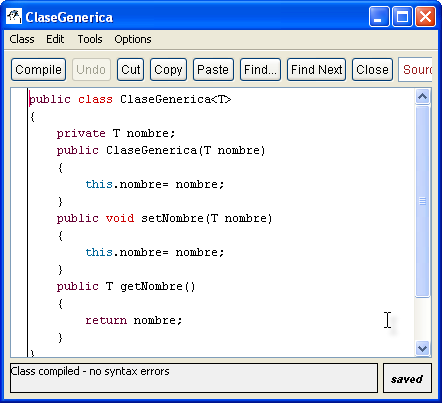 ClaseGenerica
Class Edit Tools Options
Compile Undo Cut Copy Paste Find... Find Next Close Sourc
public class ClaseGenerica<T>
{
    private T nombre;
    public ClaseGenerica(T nombre)
    {
        this.nombre= nombre;
    }
    public void setNombre(T nombre)
    {
        this.nombre= nombre;
    }
    public T getNombre()
    {
        return nombre;
    }
}
Class compiled - no syntax errors
saved